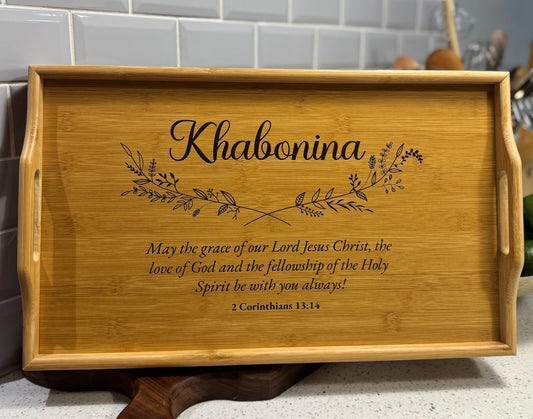 Khabonina
May the grace of our Lord Jesus Christ, the
love of God and the fellowship of the Holy
Spirit be with you always!
2 Corinthians 13:14